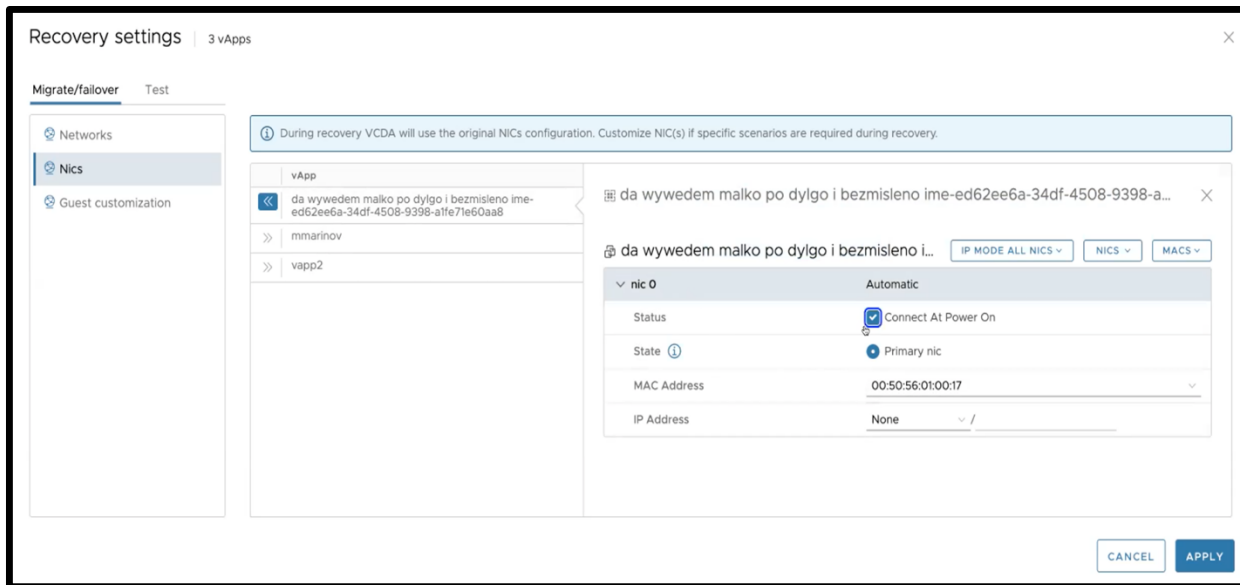 Recovery settings 3 vApps
Migrate/failover Test
Networks
Nics
Guest customization
During recovery VCDA will use the original NICs configuration. Customize NIC(s) if specific scenarios are required during recovery.
vApp
da wywedem malko po dylgo i bezmisleno ime-
ed62ee6a-34df-4508-9398-a1fe71e60aa8
mmarinov
vapp2
da wywedem malko po dylgo i bezmisleno ime-ed62ee6a-34df-4508-9398-a...
da wywedem malko po dylgo i bezmisleno i... IP MODE ALL NICS NICS MACS
nic 0 Automatic
Status Connect At Power On
State Primary nic
MAC Address 00:50:56:01:00:17
IP Address None /
CANCEL APPLY